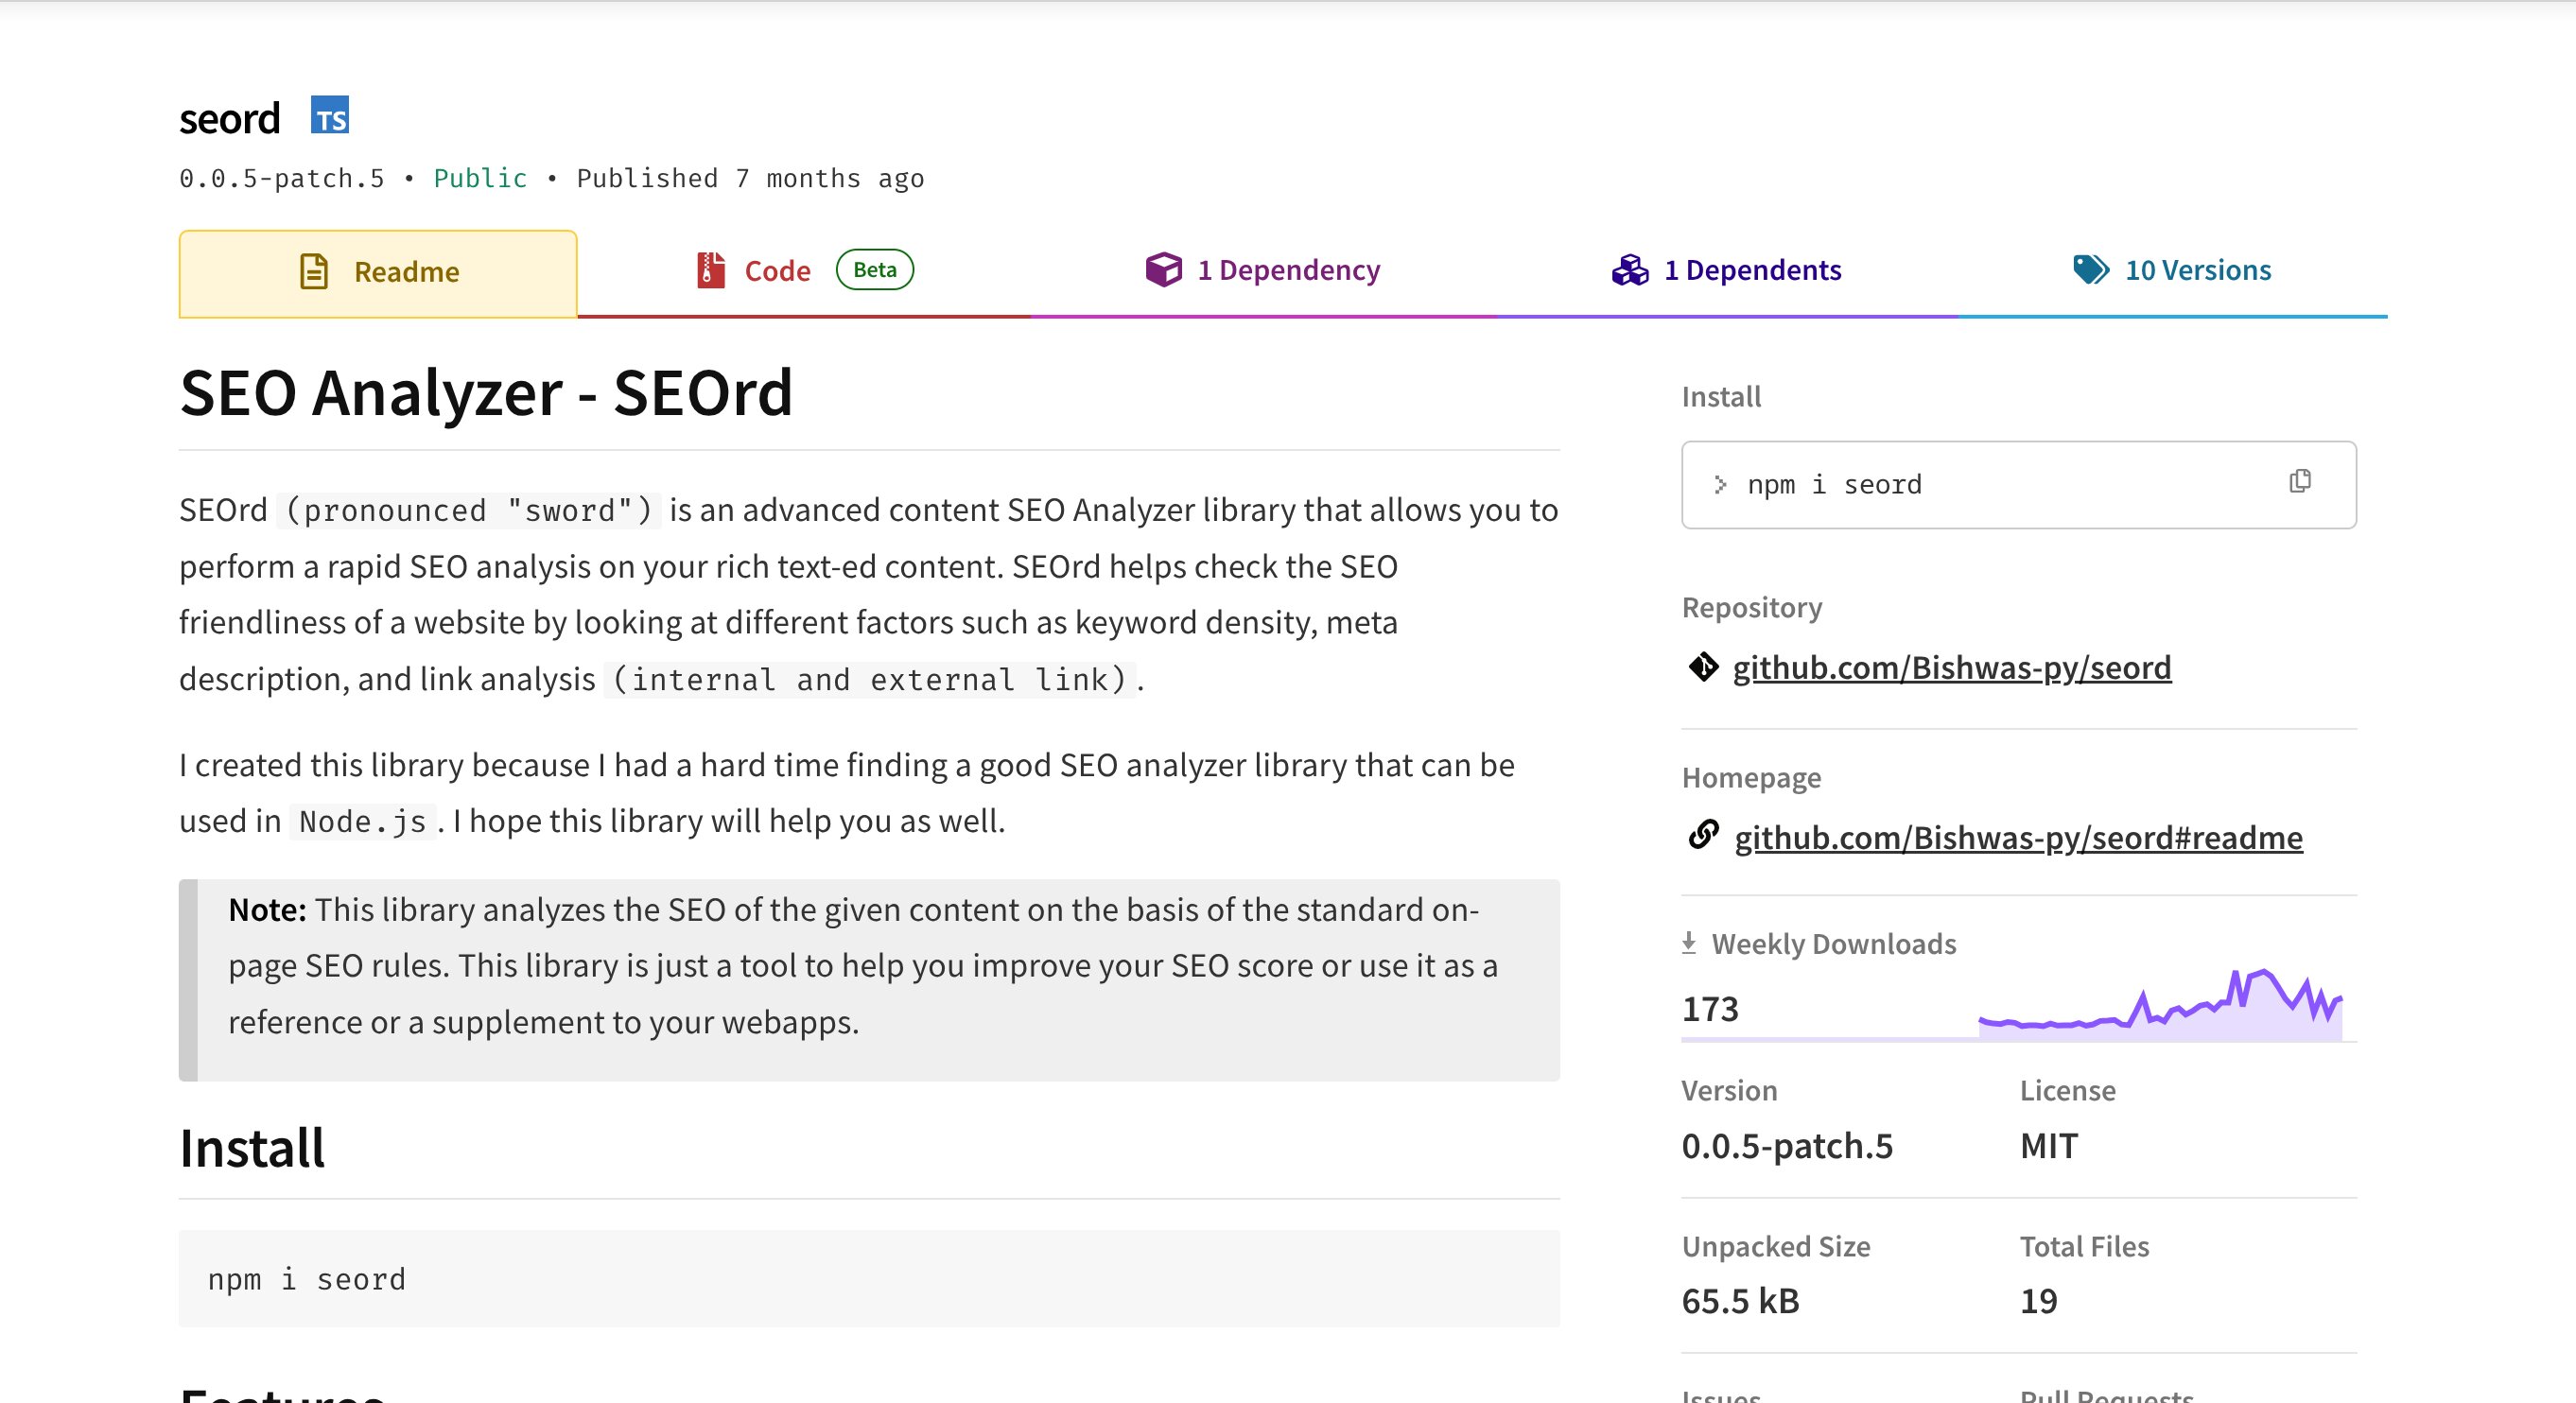 seord TS
0.0.5-patch.5 • Public • Published 7 months ago
Readme
Code Beta
1 Dependency
1 Dependents
10 Versions
SEO Analyzer - SEOrd
SEOrd (pronounced "sword") is an advanced content SEO Analyzer library that allows you to
perform a rapid SEO analysis on your rich text-ed content. SEOrd helps check the SEO
friendliness of a website by looking at different factors such as keyword density, meta
description, and link analysis (internal and external link).
I created this library because I had a hard time finding a good SEO analyzer library that can be
used in Node.js. I hope this library will help you as well.
Note: This library analyzes the SEO of the given content on the basis of the standard on-
page SEO rules. This library is just a tool to help you improve your SEO score or use it as a
reference or a supplement to your webapps.
Install
npm i seord
Features
Install
npm i seord
Repository
github.com/Bishwas-py/seord
Homepage
github.com/Bishwas-py/seord#readme
Weekly Downloads
173
Version
0.0.5-patch.5
License
MIT
Unpacked Size
65.5 kB
Total Files
19
Issues
Pull Requests